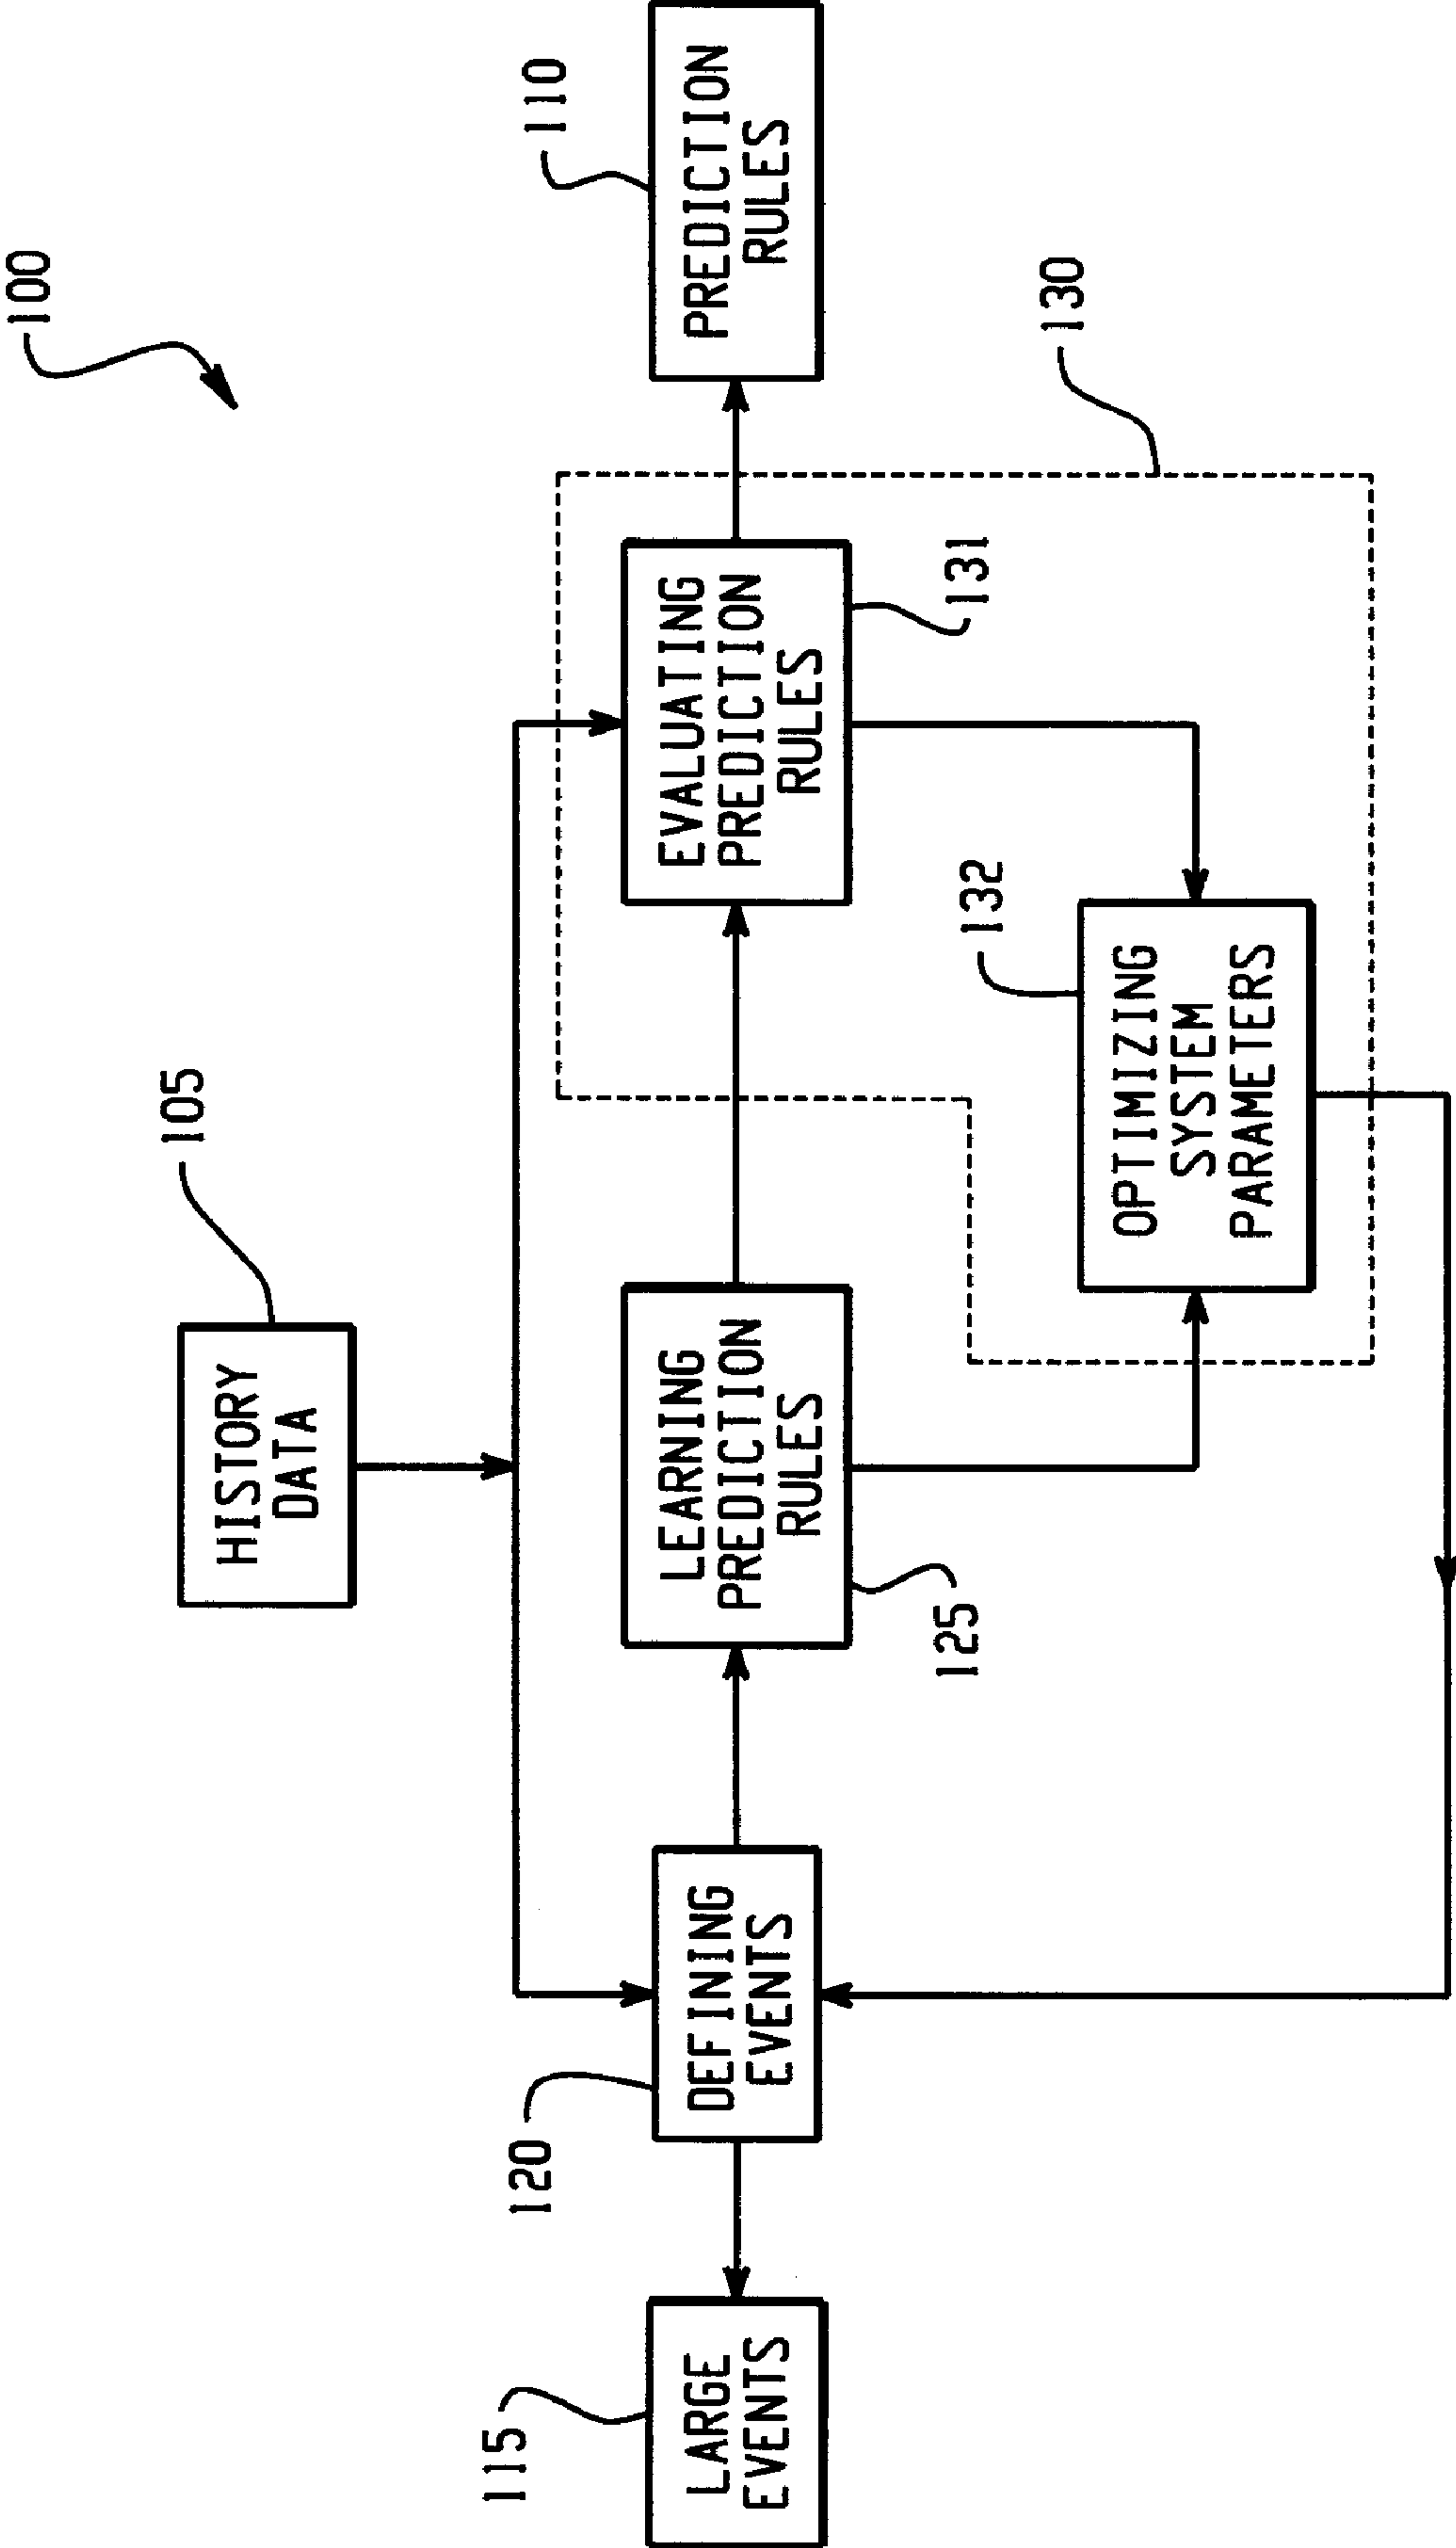 100
105
HISTORY
DATA
115
LARGE
EVENTS
120
DEFINING
EVENTS
LEARNING
PREDICTION
RULES
125
EVALUATING
PREDICTION
RULES
131
110
PREDICTION
RULES
132
OPTIMIZING
SYSTEM
PARAMETERS
130